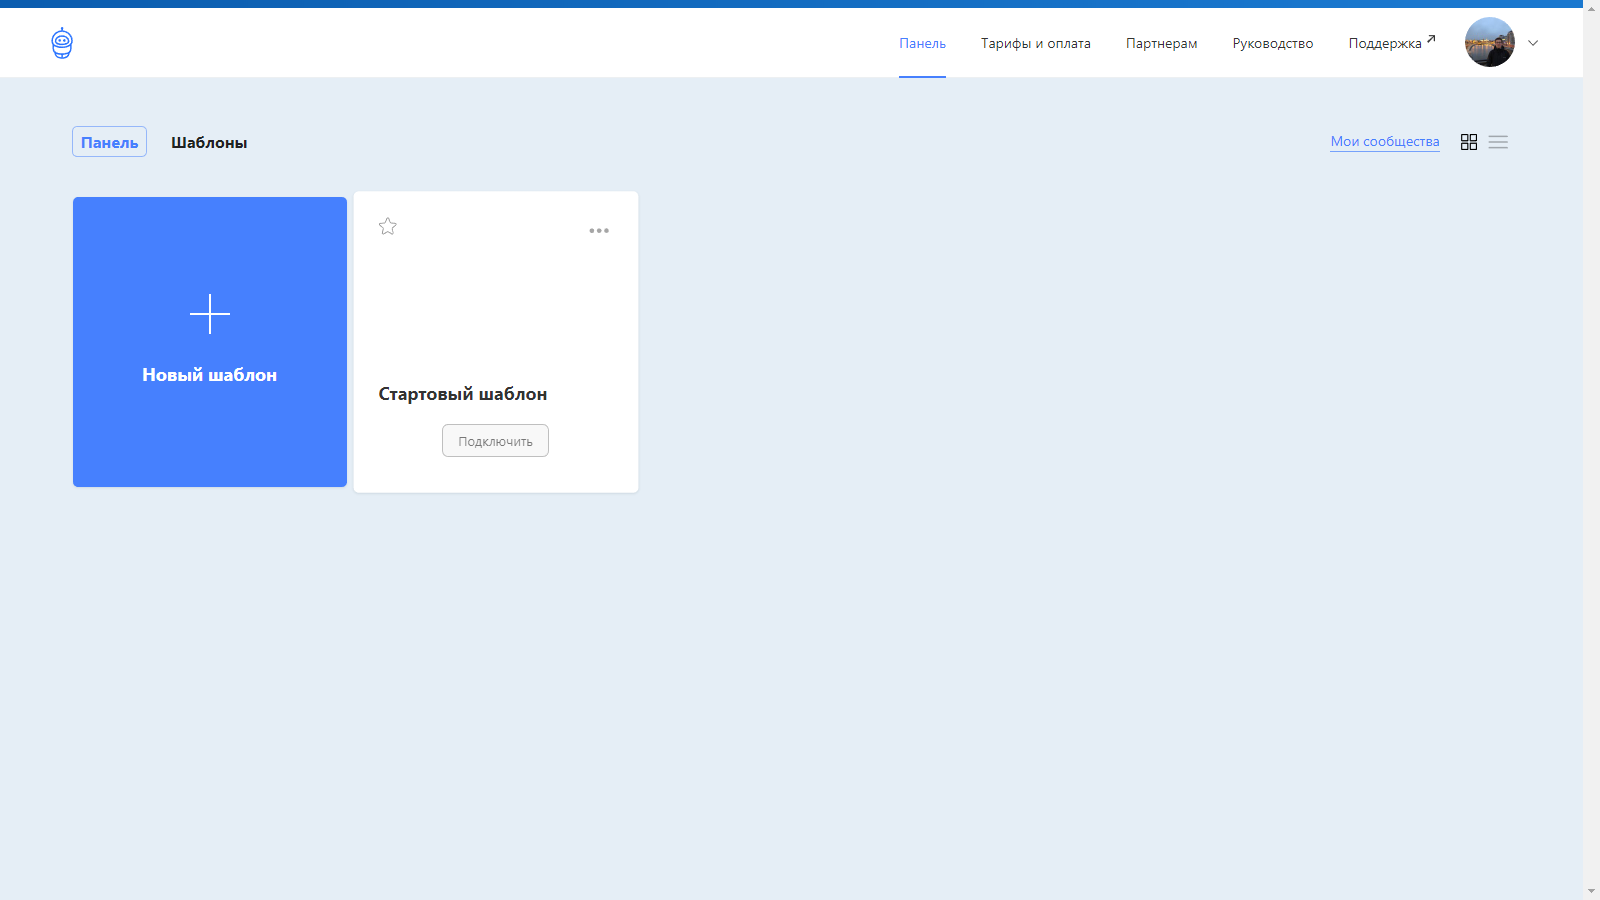 Панель
Тарифы и оплата
Партнерам
Руководство
Поддержка
Панель
Шаблоны
Мои сообщества
Новый шаблон
Стартовый шаблон
Подключить